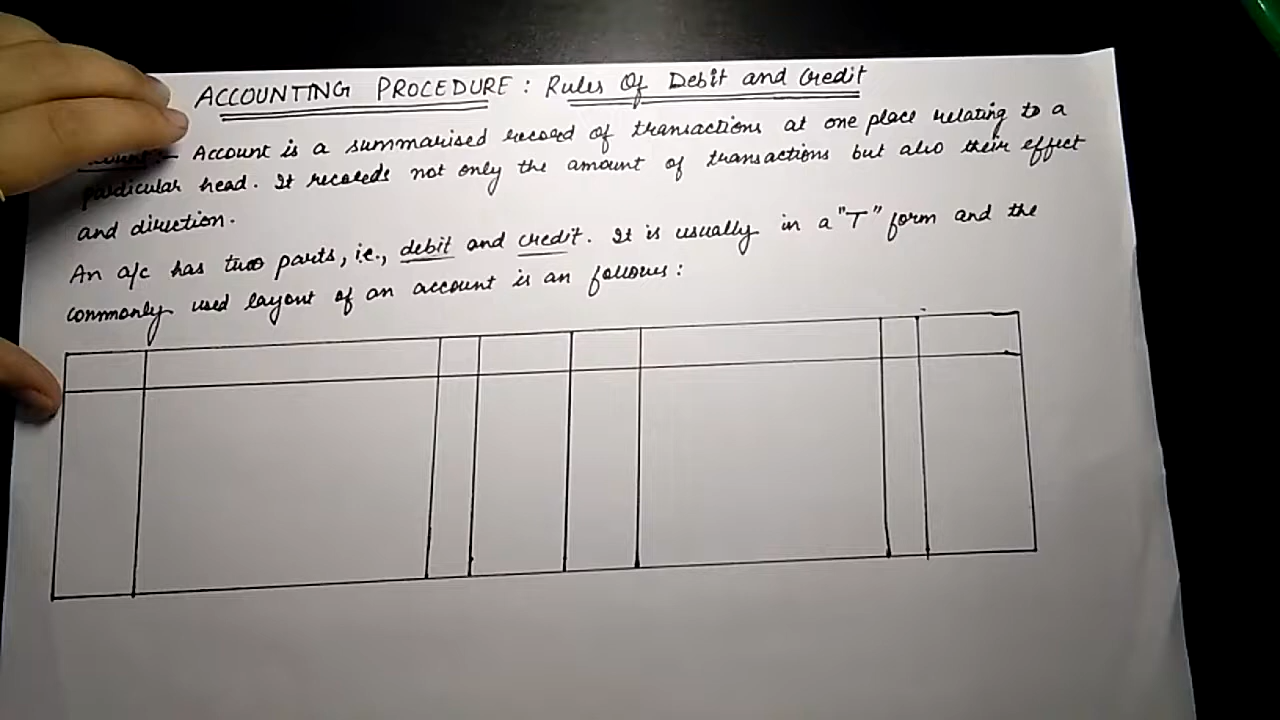 ACCOUNTING PROCEDURE : Rules Of Debit and Credit
:- Account is a summarised record of transactions at one place relating to a
particular head. It records not only the amount of transactions but also their effect
and direction.
An a/c has two parts, i.e., debit and credit. It is usually in a "T" form and the
commonly used layout of an account is an follows :